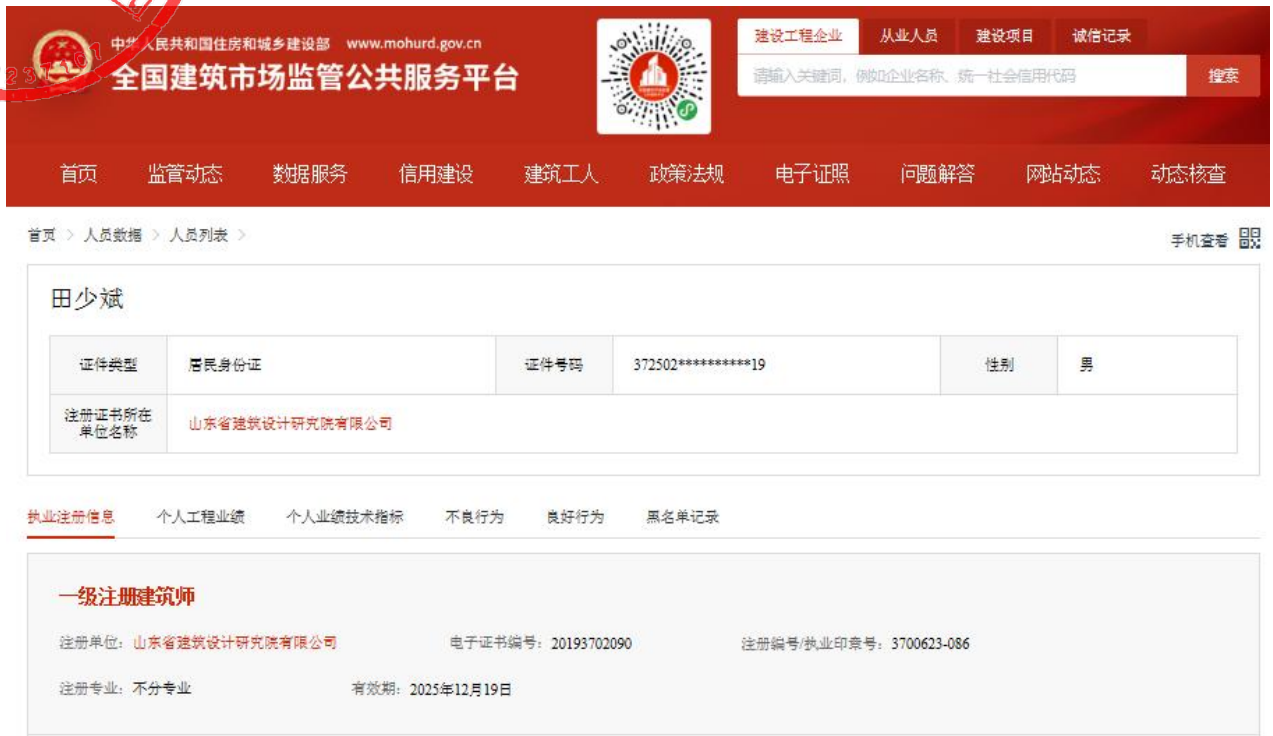 中华人民共和国住房和城乡建设部 www.mohurd.gov.cn
全国建筑市场监管公共服务平台
建设工程企业 从业人员 建设项目 诚信记录
请输入关键词，例如企业名称、统一社会信用代码 搜索
首页 监管动态 数据服务 信用建设 建筑工人 政策法规 电子证照 问题解答 网站动态 动态核查
首页 > 人员数据 > 人员列表 >
手机查看
田少斌
证件类型 居民身份证 证件号码 372502**********19 性别 男
注册证书所在
单位名称
山东省建筑设计研究院有限公司
执业注册信息 个人工程业绩 个人业绩技术指标 不良行为 良好行为 黑名单记录
一级注册建筑师
注册单位：山东省建筑设计研究院有限公司 电子证书编号：20193702090 注册编号/执业印章号：3700623-086
注册专业：不分专业 有效期：2025年12月19日